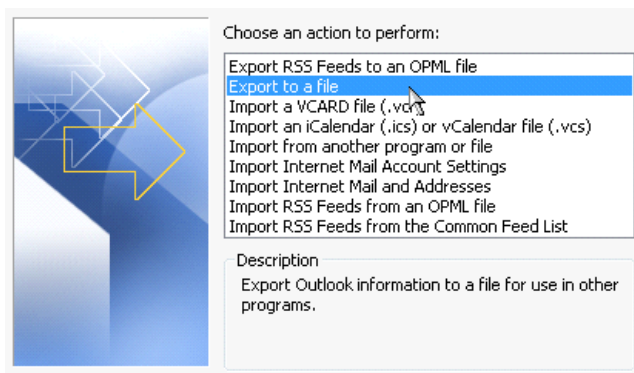 Choose an action to perform:
Export RSS Feeds to an OPML file
Export to a file
Import a VCARD file (.vcf)
Import an iCalendar (.ics) or vCalendar file (.vcs)
Import from another program or file
Import Internet Mail Account Settings
Import Internet Mail and Addresses
Import RSS Feeds from an OPML file
Import RSS Feeds from the Common Feed List
Description
Export Outlook information to a file for use in other
programs.